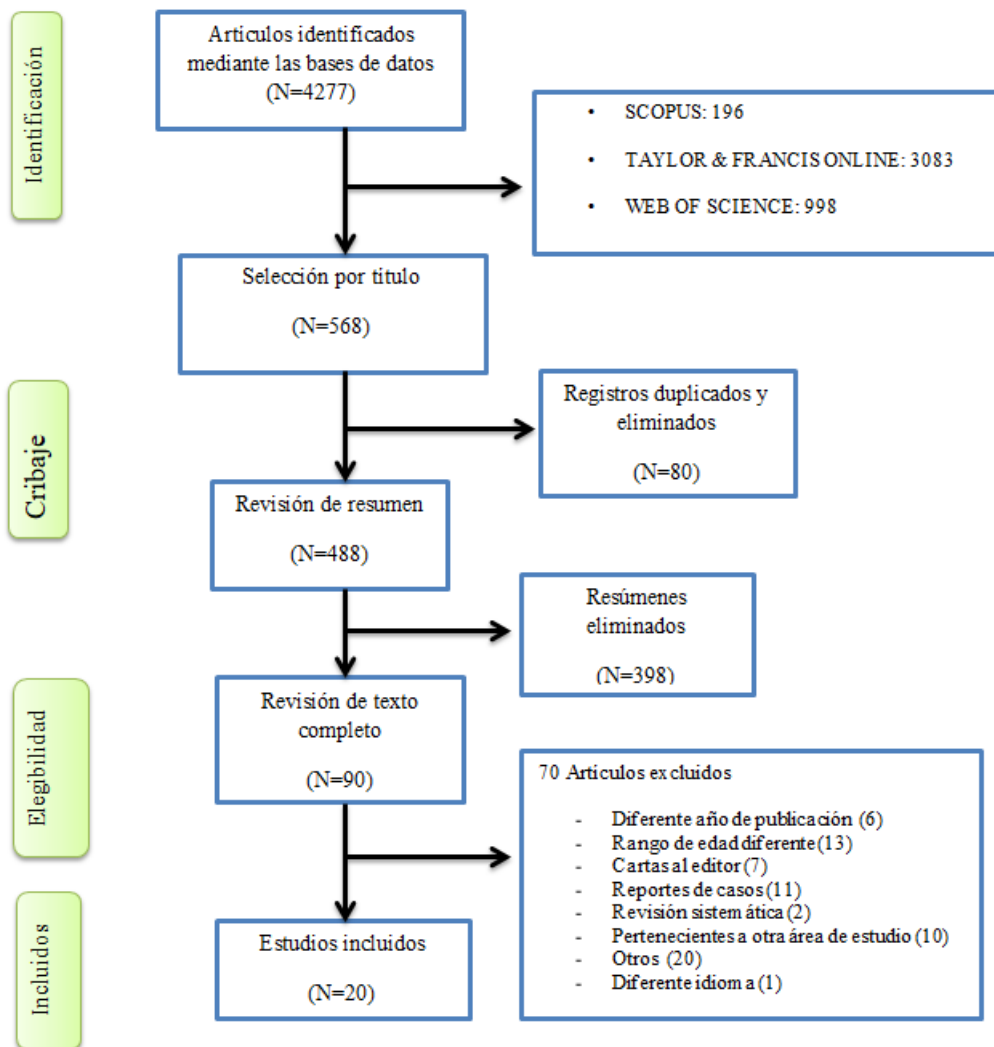 Identificación
Articulos identificados
mediante las bases de datos
(N=4277)
• SCOPUS: 196
• TAYLOR & FRANCIS ONLINE: 3083
• WEB OF SCIENCE: 998
Selección por titulo
(N=568)
Cribaje
Registros duplicados y
eliminados
(N=80)
Revisión de resumen
(N=488)
Resúmenes
eliminados
(N=398)
Elegibilidad
Revisión de texto
completo
(N=90)
70 Artículos excluidos
- Diferente año de publicación (6)
- Rango de edad diferente (13)
- Cartas al editor (7)
- Reportes de casos (11)
- Revisión sistemática (2)
- Pertenecientes a otra área de estudio (10)
- Otros (20)
- Diferente idioma (1)
Incluidos
Estudios incluidos
(N=20)